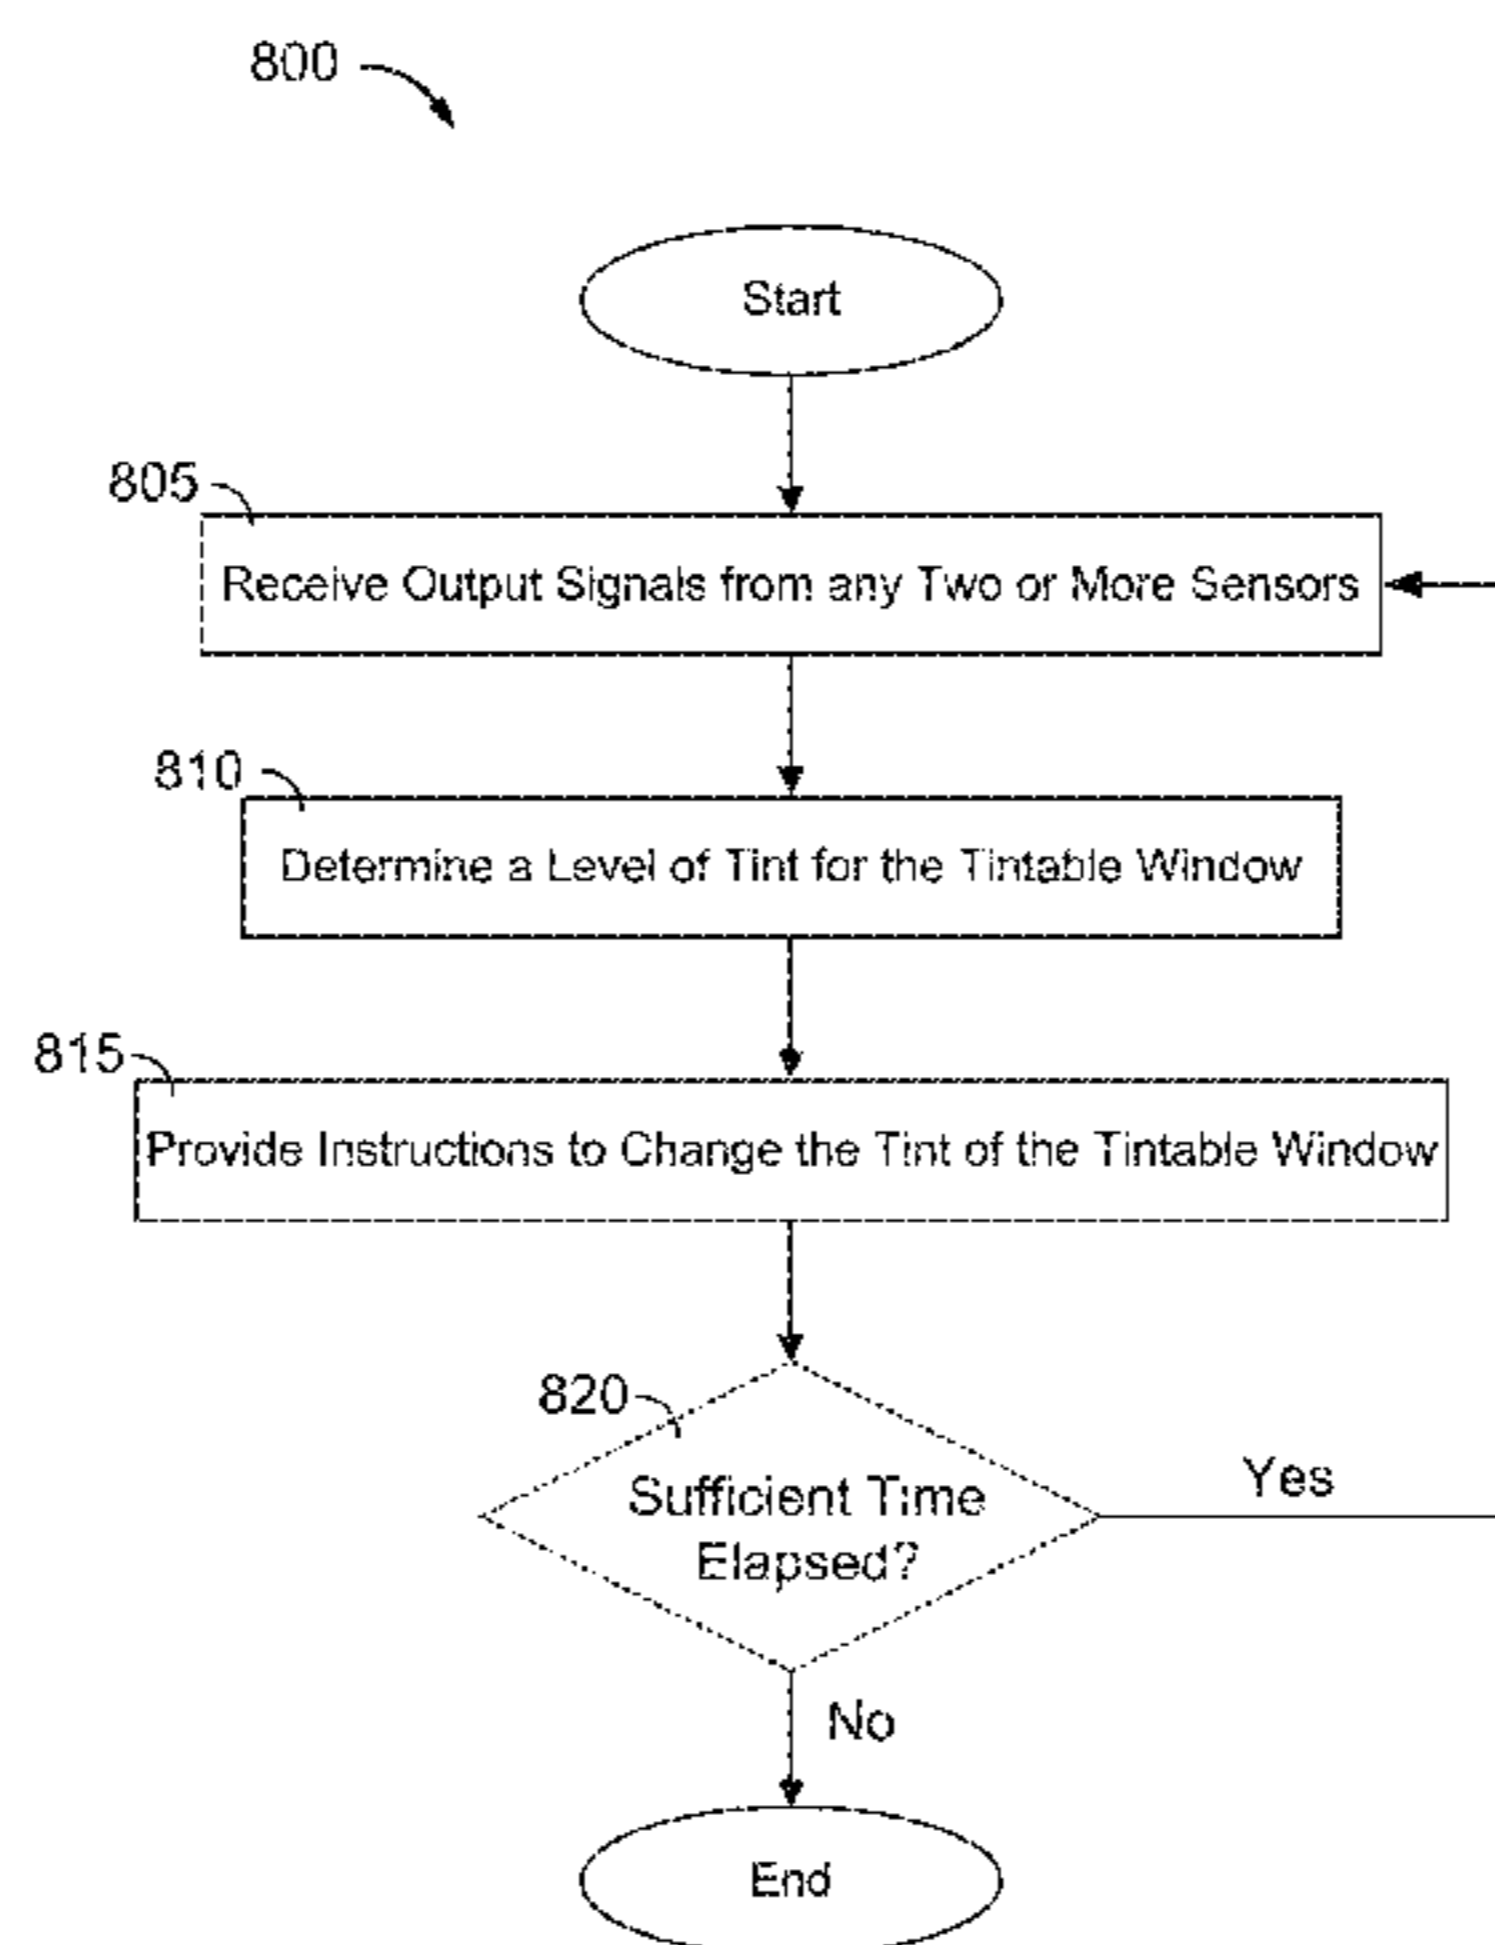 800
Start
805
Receive Output Signals from any Two or More Sensors
810
Determine a Level of Tint for the Tintable Window
815
Provide Instructions to Change the Tint of the Tintable Window
820
Sufficient Time
Elapsed?
Yes
No
End